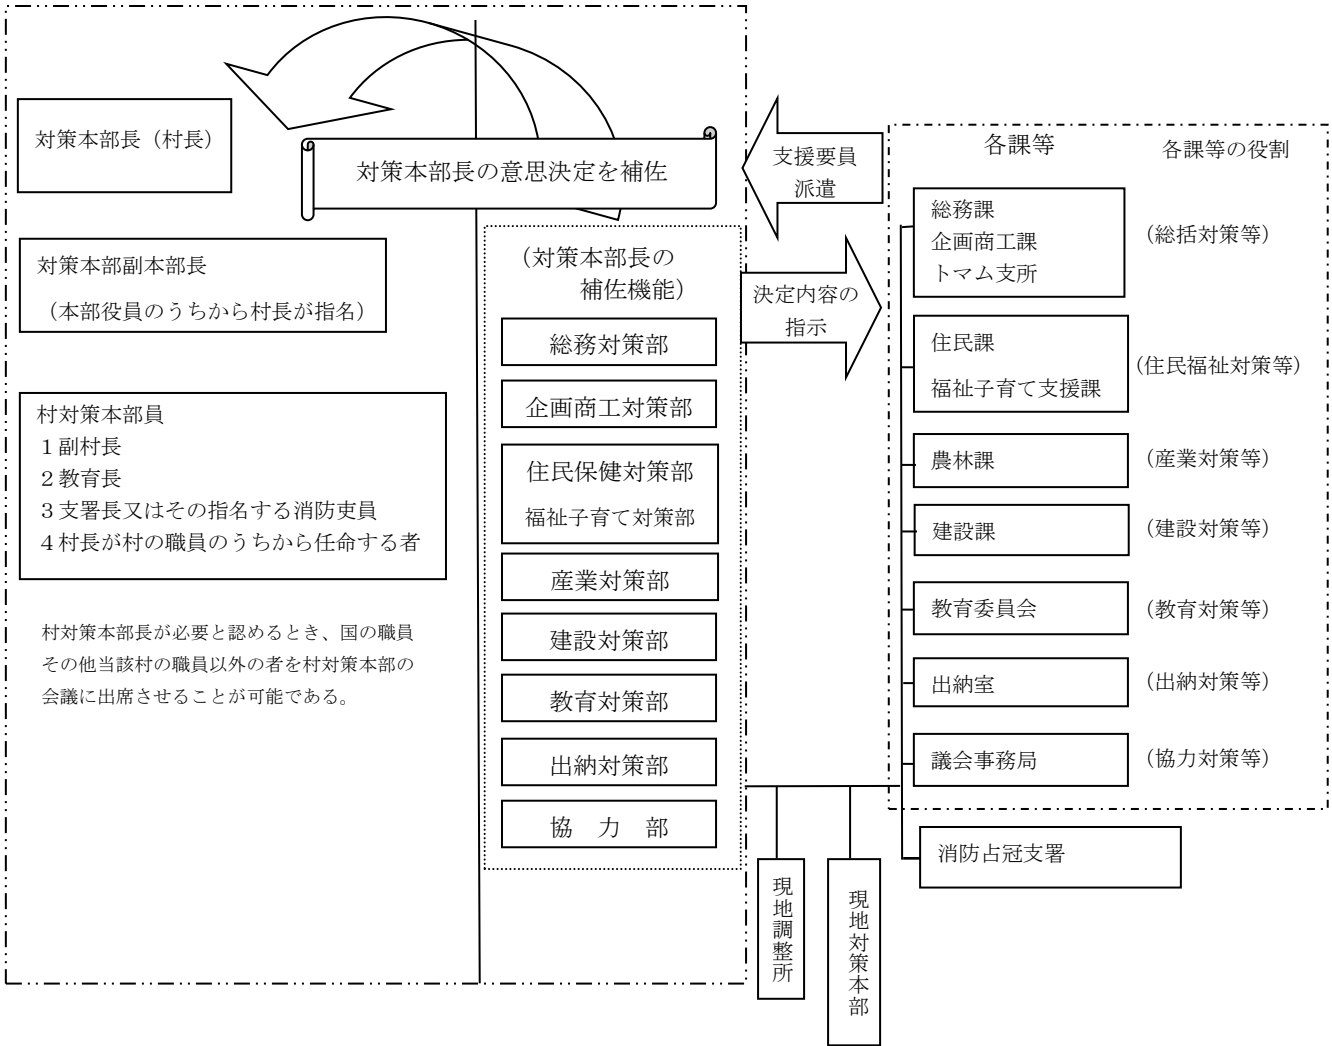 対策本部長（村長）
対策本部長の意思決定を補佐
対策本部副本部長
（本部役員のうちから村長が指名）
村対策本部員
１副村長
２教育長
３支署長又はその指名する消防吏員
４村長が村の職員のうちから任命する者
村対策本部長が必要と認めるとき、国の職員
その他当該村の職員以外の者を村対策本部の
会議に出席させることが可能である。
（対策本部長の
補佐機能）
総務対策部
企画商工対策部
住民保健対策部
福祉子育て対策部
産業対策部
建設対策部
教育対策部
出納対策部
協　力　部
支援要員
派遣
決定内容の
指示
各課等
各課等の役割
総務課
企画商工課
トマム支所
（総括対策等）
住民課
福祉子育て支援課
（住民福祉対策等）
農林課
（産業対策等）
建設課
（建設対策等）
教育委員会
（教育対策等）
出納室
（出納対策等）
議会事務局
（協力対策等）
消防占冠支署
現地調整所
現地対策本部